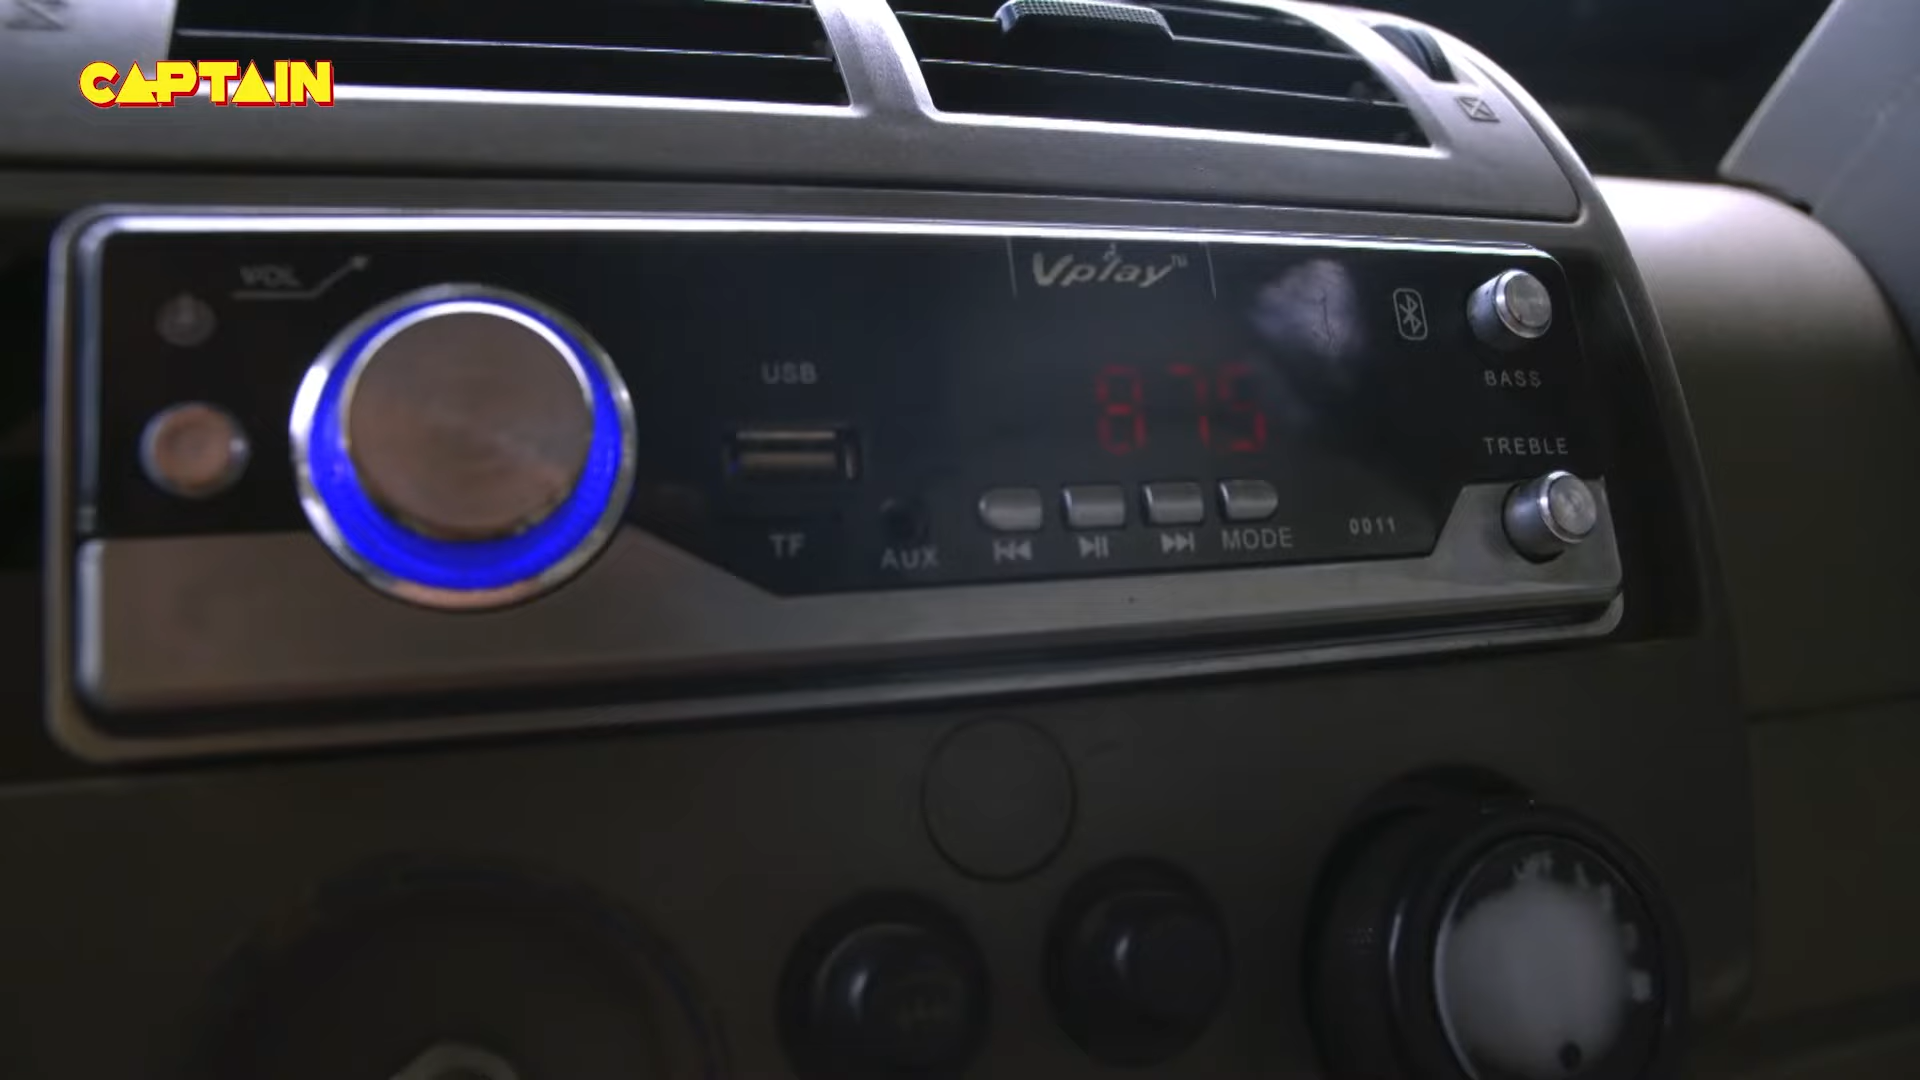 CAPTAIN
VOL
Vplay
USB
875
BASS
TREBLE
TF
AUX
MODE
0011